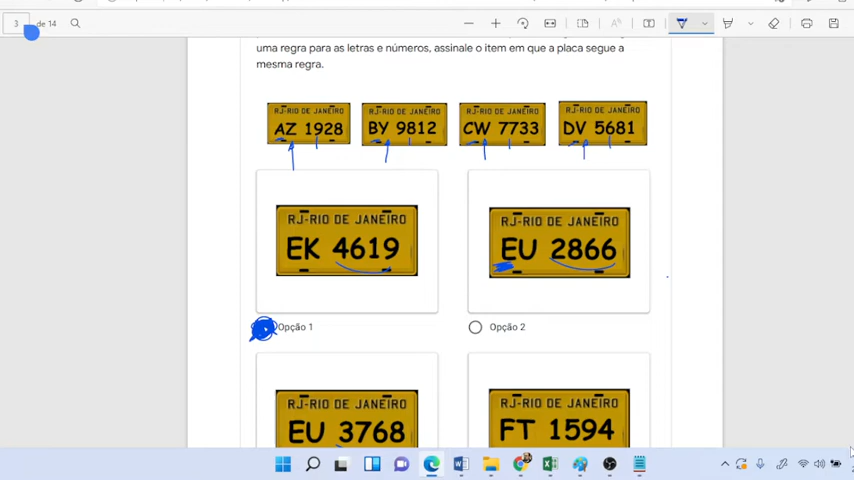 3 de 14
uma regra para as letras e números, assinale o item em que a placa segue a
mesma regra.
RJ-RIO DE JANEIRO
AZ 1928
RJ-RIO DE JANEIRO
BY 9812
RJ-RIO DE JANEIRO
CW 7733
RJ-RIO DE JANEIRO
DV 5681
RJ-RIO DE JANEIRO
EK 4619
RJ-RIO DE JANEIRO
EU 2866
Opção 1
Opção 2
RJ-RIO DE JANEIRO
EU 3768
RJ-RIO DE JANEIRO
FT 1594